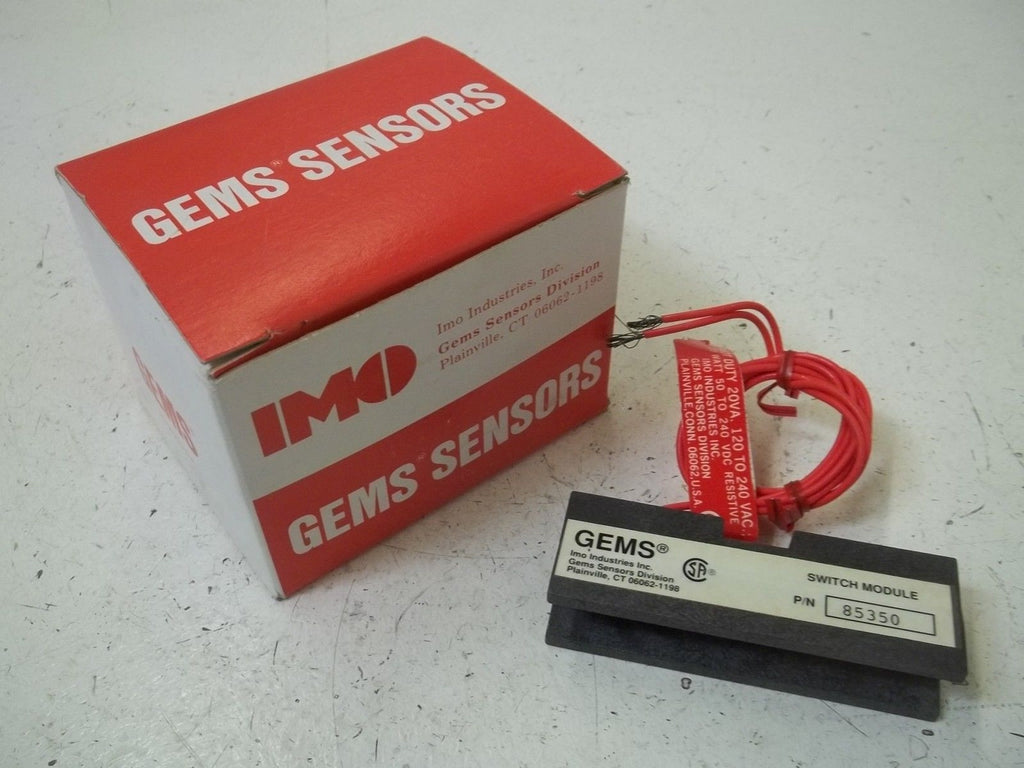 GEMS® SENSORS
IMO
Imo Industries, Inc.
Gems Sensors Division
Plainville, CT 06062-1198
GEMS® SENSORS
GEMS
DUTY 20VA, 120 TO 240 VAC.,
WATT 50 TO 240 VDC RESISTIVE
IMO INDUSTRIES INC.
GEMS SENSORS DIVISION
PLAINVILLE, CONN. 06062, U.S.A.
GEMS®
Imo Industries Inc.
Gems Sensors Division
Plainville, CT 06062-1198
SA®
SWITCH MODULE
P/N 85350